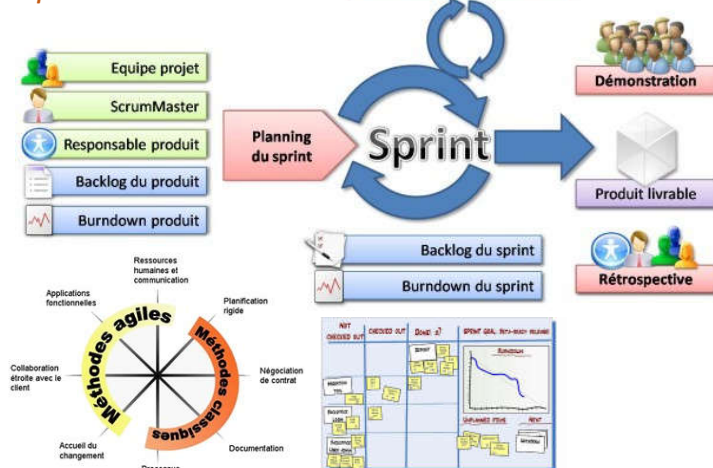 Equipe projet
ScrumMaster
Responsable produit
Backlog du produit
Burndown produit
Planning
du sprint
Sprint
Démonstration
Produit livrable
Rétrospective
Backlog du sprint
Burndown du sprint
Ressources
humaines et
communication
Applications
fonctionnelles
Planification
rigide
Méthodes agiles
Méthodes classiques
Collaboration
étroite avec le
client
Négociation
de contrat
Accueil du
changement
Documentation
NOT
CHECKED OUT
CHECKED OUT
SPRINT GOAL: BETA-READY RELEASE!
BURNDOWN
UNPLANNED ITEMS
NEXT